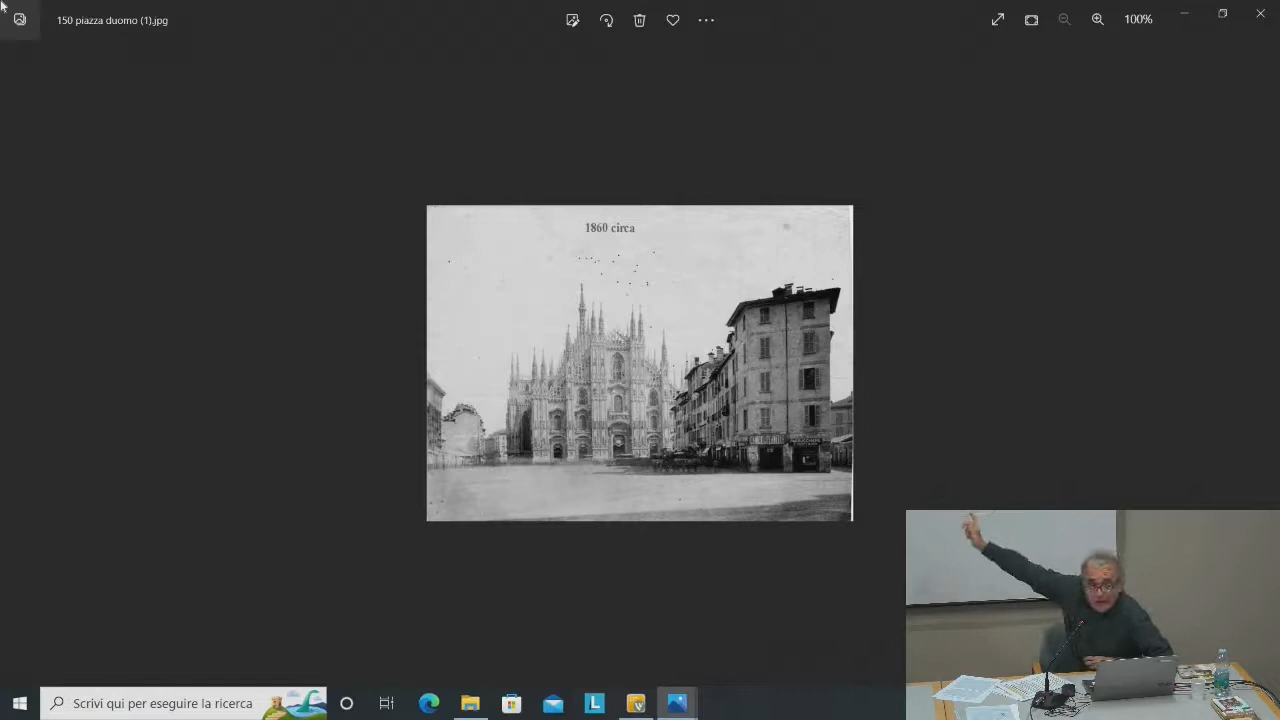 150 piazza duomo (1).jpg
100%
1860 circa
Scrivi qui per eseguire la ricerca